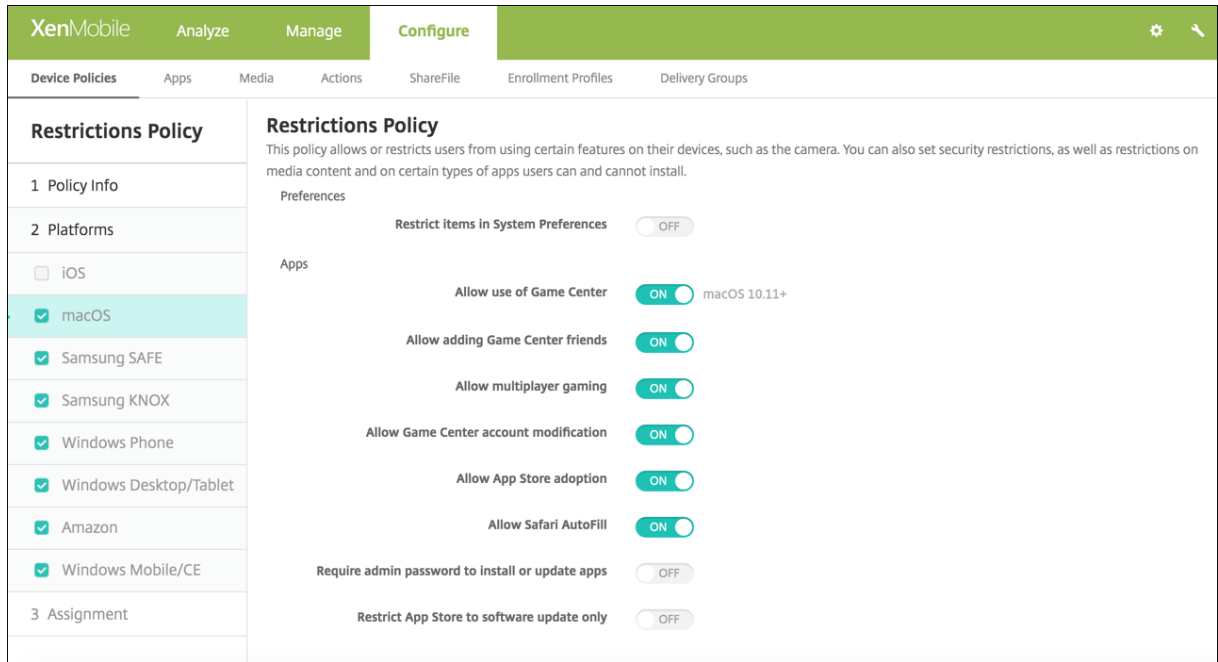 XenMobile Analyze Manage Configure
Device Policies Apps Media Actions ShareFile Enrollment Profiles Delivery Groups
Restrictions Policy
1 Policy Info
2 Platforms
iOS
macOS
Samsung SAFE
Samsung KNOX
Windows Phone
Windows Desktop/Tablet
Amazon
Windows Mobile/CE
3 Assignment
Restrictions Policy
This policy allows or restricts users from using certain features on their devices, such as the camera. You can also set security restrictions, as well as restrictions on
media content and on certain types of apps users can and cannot install.
Preferences
Restrict items in System Preferences OFF
Apps
Allow use of Game Center ON macOS 10.11+
Allow adding Game Center friends ON
Allow multiplayer gaming ON
Allow Game Center account modification ON
Allow App Store adoption ON
Allow Safari AutoFill ON
Require admin password to install or update apps OFF
Restrict App Store to software update only OFF